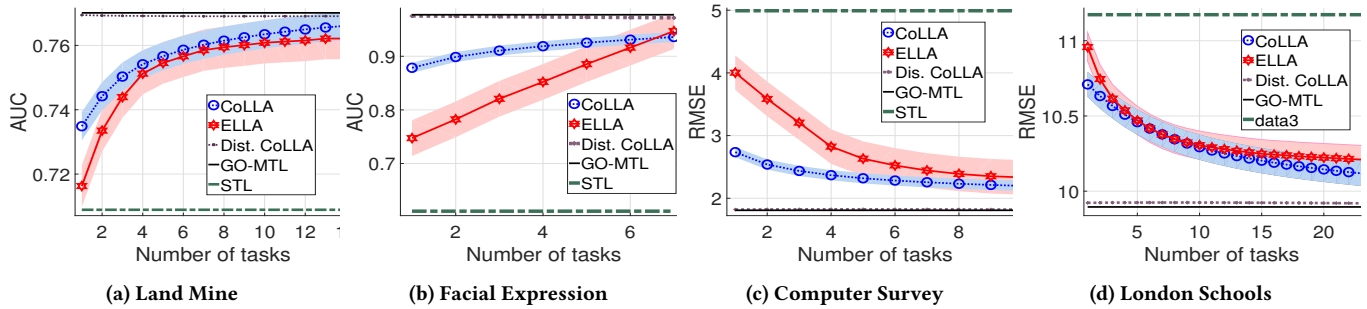 0.76
0.74
0.72
AUC
CoLLA
ELLA
Dist. CoLLA
GO-MTL
STL
2 4 6 8 10 12
Number of tasks
(a) Land Mine
0.9
0.8
0.7
AUC
CoLLA
ELLA
Dist. CoLLA
GO-MTL
STL
2 4 6
Number of tasks
(b) Facial Expression
5
4
3
2
RMSE
CoLLA
ELLA
Dis. CoLLA
GO-MTL
STL
2 4 6 8
Number of tasks
(c) Computer Survey
11
10.5
10
RMSE
CoLLA
ELLA
Dist. CoLLA
GO-MTL
data3
5 10 15 20
Number of tasks
(d) London Schools